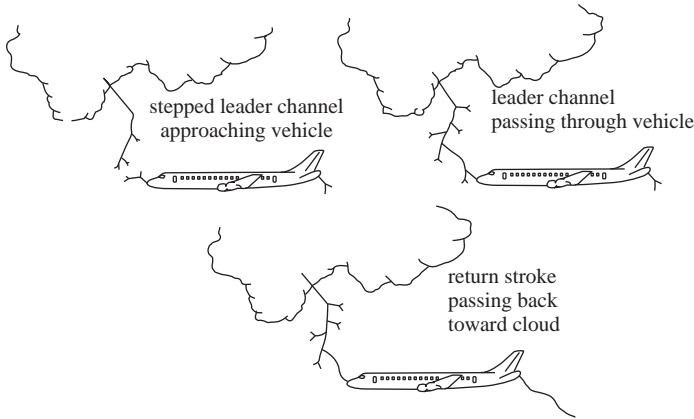 stepped leader channel
approaching vehicle
leader channel
passing through vehicle
return stroke
passing back
toward cloud